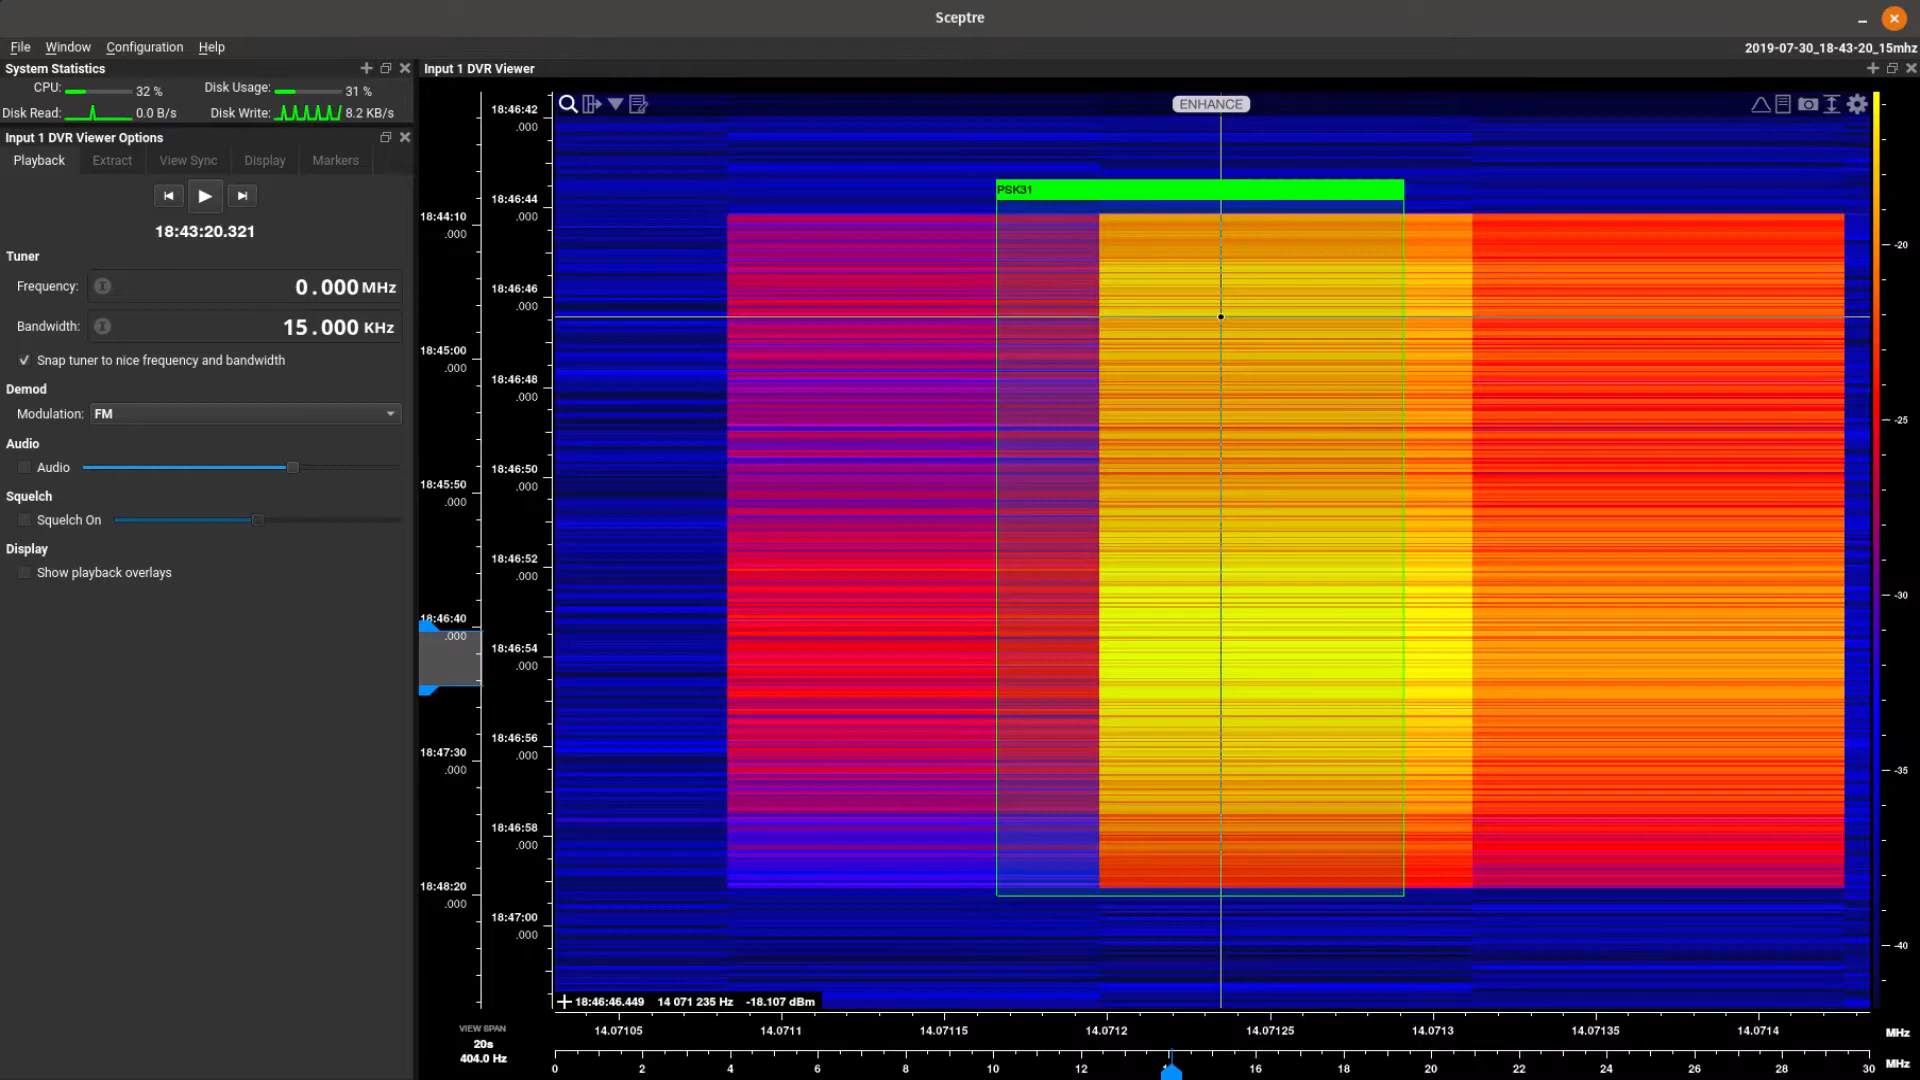 Sceptre
File Window Configuration Help
2019-07-30_18-43-20_15mhz
System Statistics
CPU: 32 % Disk Usage: 31 %
Disk Read: 0.0 B/s Disk Write: 8.2 KB/s
Input 1 DVR Viewer Options
Playback Extract View Sync Display Markers
18:43:20.321
Tuner
Frequency: 0.000 MHz
Bandwidth: 15.000 KHz
Snap tuner to nice frequency and bandwidth
Demod
Modulation: FM
Audio
Audio
Squelch
Squelch On
Display
Show playback overlays
Input 1 DVR Viewer
18:44:10
.000
18:45:00
.000
18:45:50
.000
18:46:40
.000
18:47:30
.000
18:48:20
.000
VIEW SPAN
20s
404.0 Hz
18:46:42
.000
18:46:44
.000
18:46:46
.000
18:46:48
.000
18:46:50
.000
18:46:52
.000
18:46:54
.000
18:46:56
.000
18:46:58
.000
18:47:00
.000
ENHANCE
PSK31
18:46:46.449 14 071 235 Hz -18.107 dBm
-20
-25
-30
-35
-40
14.07105 14.0711 14.07115 14.0712 14.07125 14.0713 14.07135 14.0714 MHz
0 2 4 6 8 10 12 16 18 20 22 24 26 28 30 MHz